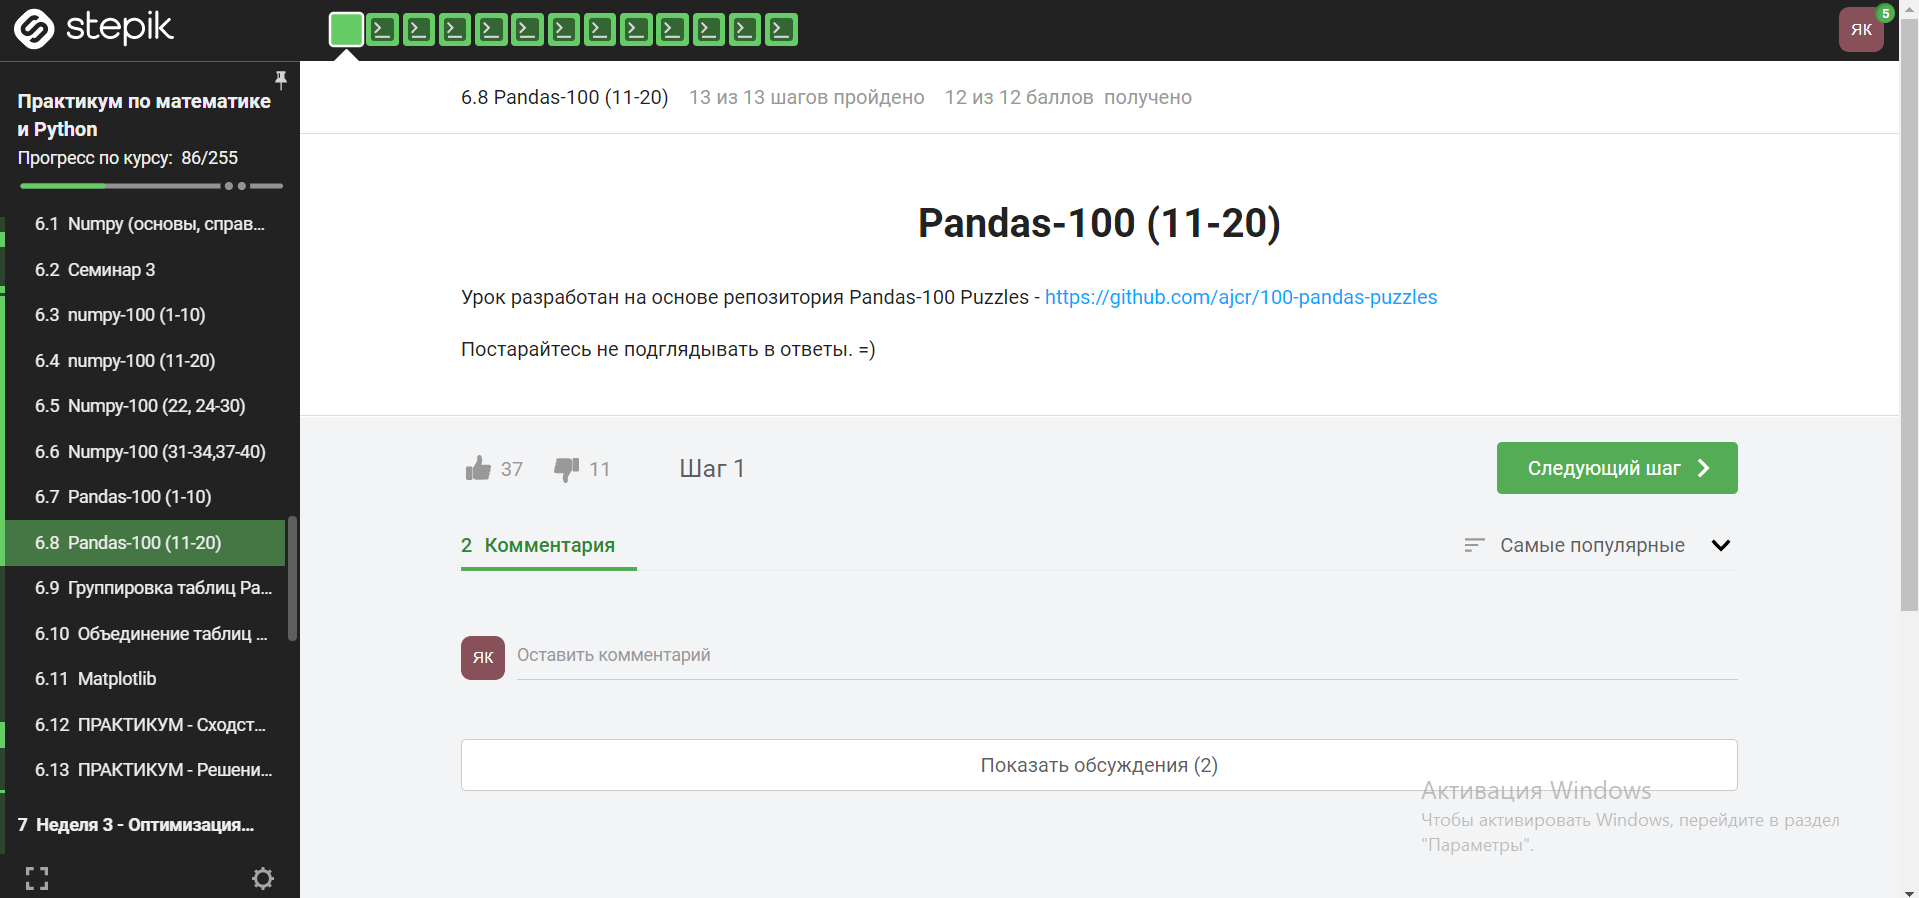 stepik
ЯК
5
Практикум по математике
и Python
Прогресс по курсу: 86/255
6.1 Numpy (основы, справ...
6.2 Семинар 3
6.3 numpy-100 (1-10)
6.4 numpy-100 (11-20)
6.5 Numpy-100 (22, 24-30)
6.6 Numpy-100 (31-34,37-40)
6.7 Pandas-100 (1-10)
6.8 Pandas-100 (11-20)
6.9 Группировка таблиц Pa...
6.10 Объединение таблиц ...
6.11 Matplotlib
6.12 ПРАКТИКУМ - Сходст...
6.13 ПРАКТИКУМ - Решени...
7 Неделя 3 - Оптимизация...
6.8 Pandas-100 (11-20) 13 из 13 шагов пройдено 12 из 12 баллов получено
Pandas-100 (11-20)
Урок разработан на основе репозитория Pandas-100 Puzzles - https://github.com/ajcr/100-pandas-puzzles
Постарайтесь не подглядывать в ответы. =)
37 11 Шаг 1
Следующий шаг
2 Комментария
Самые популярные
ЯК
Оставить комментарий
Показать обсуждения (2)
Активация Windows
Чтобы активировать Windows, перейдите в раздел
"Параметры".